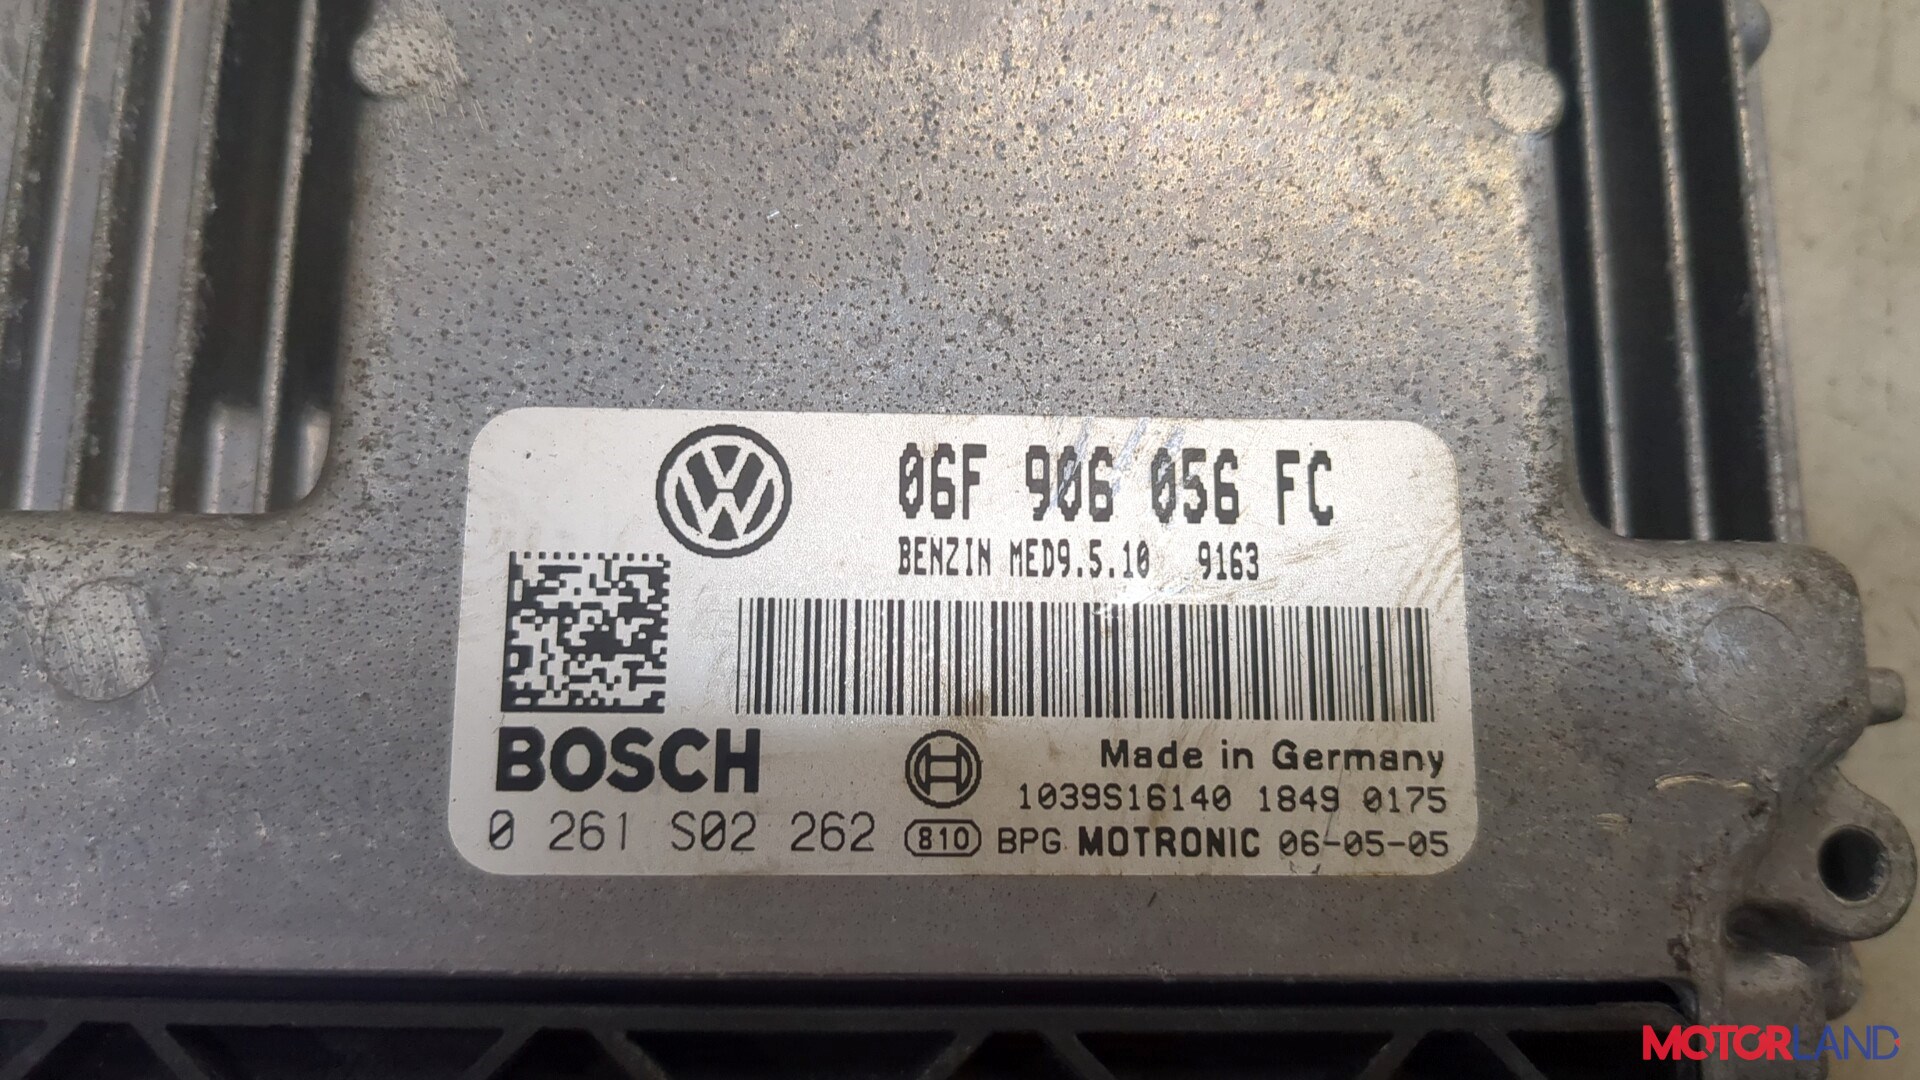 06F 906 056 FC
BENZIN MED9.5.10 9163
BOSCH
Made in Germany
1039S16140 1849 0175
0 261 S02 262 810 BPG MOTRONIC 06-05-05
MOTORLAND